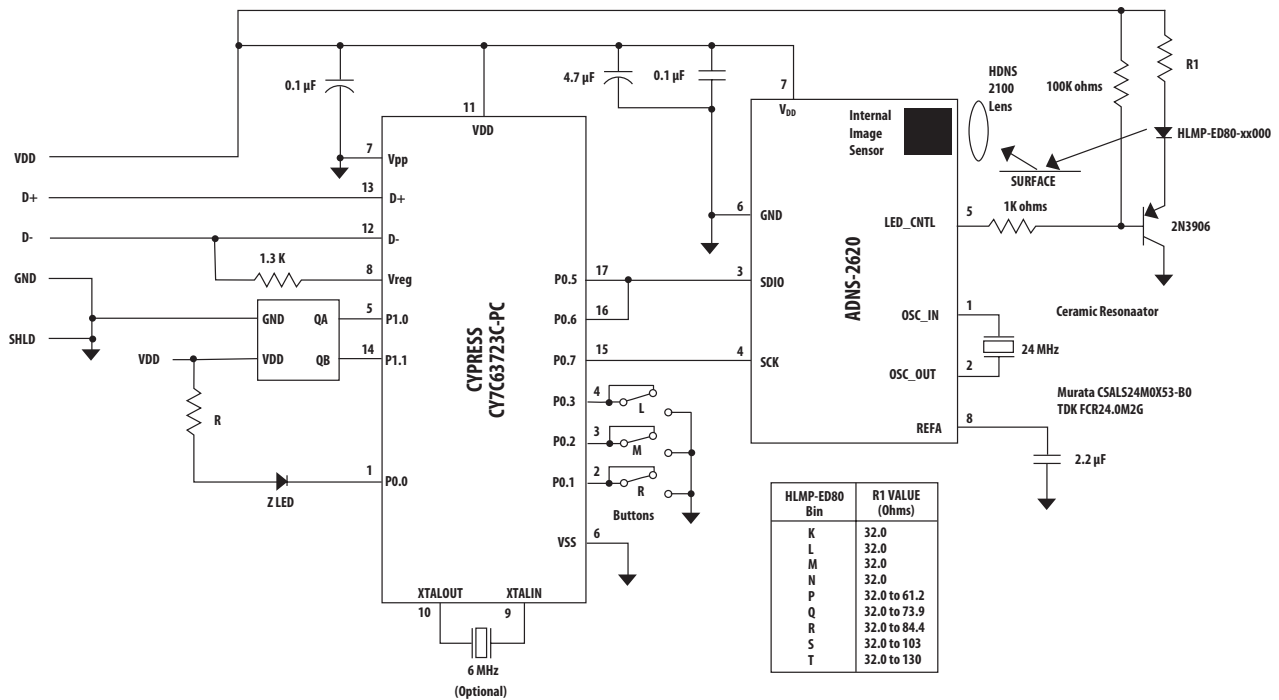 0.1 µF
4.7 µF
0.1 µF
11
VDD
7
VDD
Internal
Image
Sensor
HDNS
2100
Lens
100K ohms
R1
HLMP-ED80-xx000
SURFACE
VDD
7
Vpp
D+
13
D+
D-
12
D-
1.3 K
8
Vreg
GND
SHLD
GND
QA
5
P1.0
VDD
VDD
QB
14
P1.1
R
Z LED
1
P0.0
CYPRESS
CY7C63723C-PC
17
P0.5
16
P0.6
15
P0.7
4
P0.3
L
3
P0.2
M
2
P0.1
R
Buttons
6
VSS
XTALOUT
XTALIN
10
9
6 MHz
(Optional)
6
GND
3
SDIO
4
SCK
ADNS-2620
LED_CNTL
5
1K ohms
2N3906
OSC_IN
1
24 MHz
OSC_OUT
2
Ceramic Resonaator
Murata CSALS24M0X53-B0
TDK FCR24.0M2G
REFA
8
2.2 µF
HLMP-ED80 Bin R1 VALUE (Ohms)
K 32.0
L 32.0
M 32.0
N 32.0
P 32.0 to 61.2
Q 32.0 to 73.9
R 32.0 to 84.4
S 32.0 to 103
T 32.0 to 130